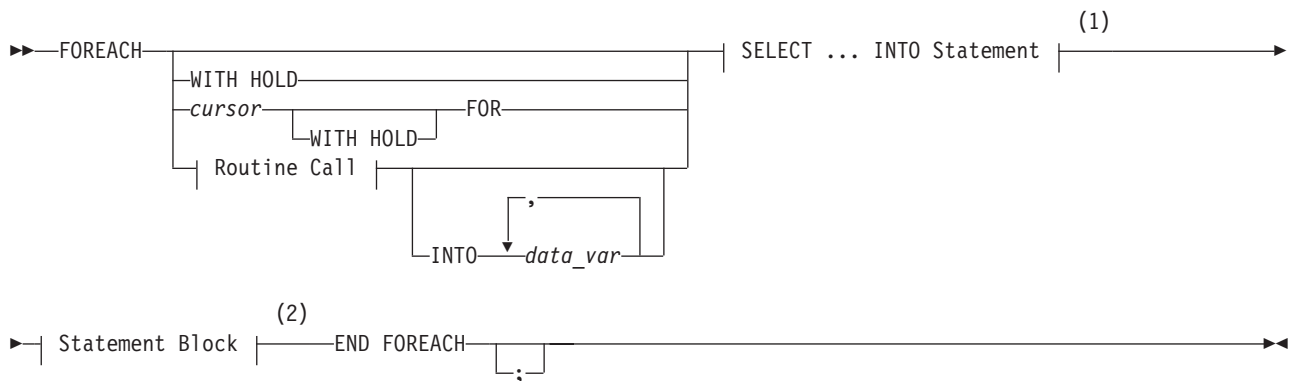 (1)
FOREACH SELECT ... INTO Statement
WITH HOLD
cursor FOR
WITH HOLD
Routine Call
,
INTO data_var
(2)
Statement Block END FOREACH
;